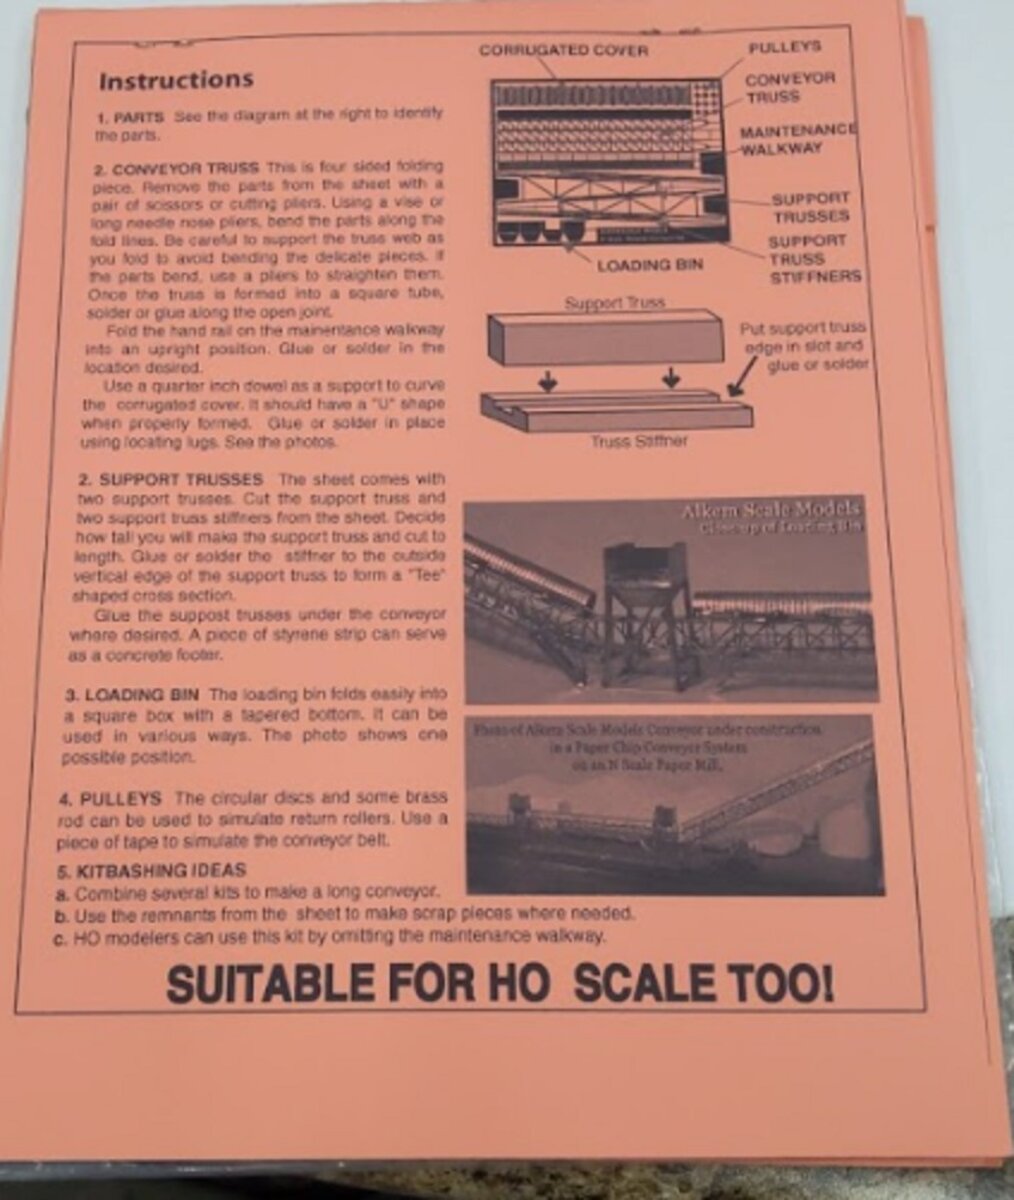 Instructions
1. PARTS See the diagram at the right to identify
the parts.
2. CONVEYOR TRUSS This is four sided folding
piece. Remove the parts from the sheet with a
pair of scissors or cutting pliers. Using a vise or
long needle nose pliers, bend the parts along the
fold lines. Be careful to support the truss web as
you fold to avoid bending the delicate pieces. If
the parts bend, use a pliers to straighten them.
Once the truss is formed into a square tube,
solder or glue along the open joint.
Fold the hand rail on the mainentance walkway
into an upright position. Glue or solder in the
location desired.
Use a quarter inch dowel as a support to curve
the corrugated cover. It should have a "U" shape
when properly formed. Glue or solder in place
using locating lugs. See the photos.
2. SUPPORT TRUSSES The sheet comes with
two support trusses. Cut the support truss and
two support truss stiffners from the sheet. Decide
how tall you will make the support truss and cut to
length. Glue or solder the stiffner to the outside
vertical edge of the support truss to form a "Tee"
shaped cross section.
Glue the suppost trusses under the conveyor
where desired. A piece of styrene strip can serve
as a concrete footer.
3. LOADING BIN The loading bin folds easily into
a square box with a tapered bottom. It can be
used in various ways. The photo shows one
possible position.
4. PULLEYS The circular discs and some brass
rod can be used to simulate return rollers. Use a
piece of tape to simulate the conveyor belt.
5. KITBASHING IDEAS
a. Combine several kits to make a long conveyor.
b. Use the remnants from the sheet to make scrap pieces where needed.
c. HO modelers can use this kit by omitting the maintenance walkway.
SUITABLE FOR HO SCALE TOO!
CORRUGATED COVER
PULLEYS
CONVEYOR
TRUSS
MAINTENANCE
WALKWAY
SUPPORT
TRUSSES
SUPPORT
TRUSS
STIFFNERS
LOADING BIN
Support Truss
Put support truss
edge in slot and
glue or solder
Truss Stiffner
Alkem Scale Models
Closeup of Loading Bin
Photo of Alkem Scale Models Conveyor under construction
in a Paper Chip Conveyor System
on an N Scale Paper Mill.